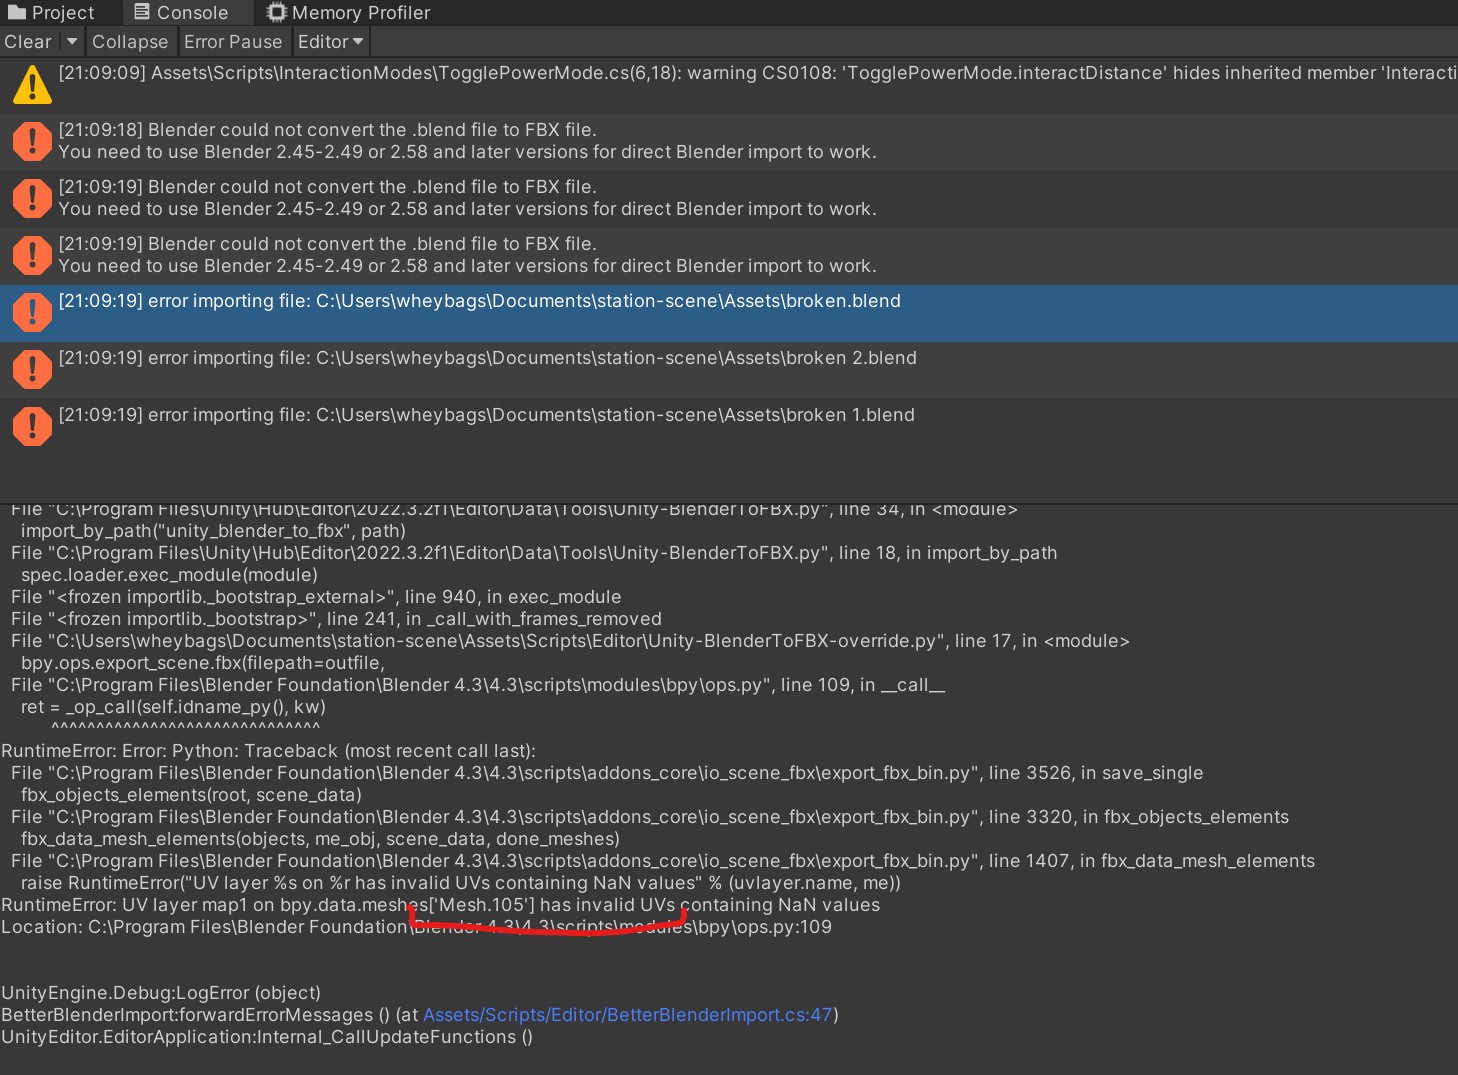 Project Console Memory Profiler
Clear Collapse Error Pause Editor
[21:09:09] Assets\Scripts\InteractionModes\TogglePowerMode.cs(6,18): warning CS0108: 'TogglePowerMode.interactDistance' hides inherited member 'Interacti
[21:09:18] Blender could not convert the .blend file to FBX file.
You need to use Blender 2.45-2.49 or 2.58 and later versions for direct Blender import to work.
[21:09:19] Blender could not convert the .blend file to FBX file.
You need to use Blender 2.45-2.49 or 2.58 and later versions for direct Blender import to work.
[21:09:19] Blender could not convert the .blend file to FBX file.
You need to use Blender 2.45-2.49 or 2.58 and later versions for direct Blender import to work.
[21:09:19] error importing file: C:\Users\wheybags\Documents\station-scene\Assets\broken.blend
[21:09:19] error importing file: C:\Users\wheybags\Documents\station-scene\Assets\broken 2.blend
[21:09:19] error importing file: C:\Users\wheybags\Documents\station-scene\Assets\broken 1.blend
File "C:\Program Files\Unity\Hub\Editor\2022.3.2f1\Editor\Data\Tools\Unity-BlenderToFBX.py", line 34, in <module>
import_by_path("unity_blender_to_fbx", path)
File "C:\Program Files\Unity\Hub\Editor\2022.3.2f1\Editor\Data\Tools\Unity-BlenderToFBX.py", line 18, in import_by_path
spec.loader.exec_module(module)
File "<frozen importlib._bootstrap_external>", line 940, in exec_module
File "<frozen importlib._bootstrap>", line 241, in _call_with_frames_removed
File "C:\Users\wheybags\Documents\station-scene\Assets\Scripts\Editor\Unity-BlenderToFBX-override.py", line 17, in <module>
bpy.ops.export_scene.fbx(filepath=outfile,
File "C:\Program Files\Blender Foundation\Blender 4.3\4.3\scripts\modules\bpy\ops.py", line 109, in __call__
ret = _op_call(self.idname_py(), kw)
^^^^^^^^^^^^^^^^^^^^^^^^^^^^^^
RuntimeError: Error: Python: Traceback (most recent call last):
File "C:\Program Files\Blender Foundation\Blender 4.3\4.3\scripts\addons_core\io_scene_fbx\export_fbx_bin.py", line 3526, in save_single
fbx_objects_elements(root, scene_data)
File "C:\Program Files\Blender Foundation\Blender 4.3\4.3\scripts\addons_core\io_scene_fbx\export_fbx_bin.py", line 3320, in fbx_objects_elements
fbx_data_mesh_elements(objects, me_obj, scene_data, done_meshes)
File "C:\Program Files\Blender Foundation\Blender 4.3\4.3\scripts\addons_core\io_scene_fbx\export_fbx_bin.py", line 1407, in fbx_data_mesh_elements
raise RuntimeError("UV layer %s on %r has invalid UVs containing NaN values" % (uvlayer.name, me))
RuntimeError: UV layer map1 on bpy.data.meshes['Mesh.105'] has invalid UVs containing NaN values
Location: C:\Program Files\Blender Foundation\Blender 4.3\4.3\scripts\modules\bpy\ops.py:109
UnityEngine.Debug:LogError (object)
BetterBlenderImport:forwardErrorMessages () (at Assets/Scripts/Editor/BetterBlenderImport.cs:47)
UnityEditor.EditorApplication:Internal_CallUpdateFunctions ()